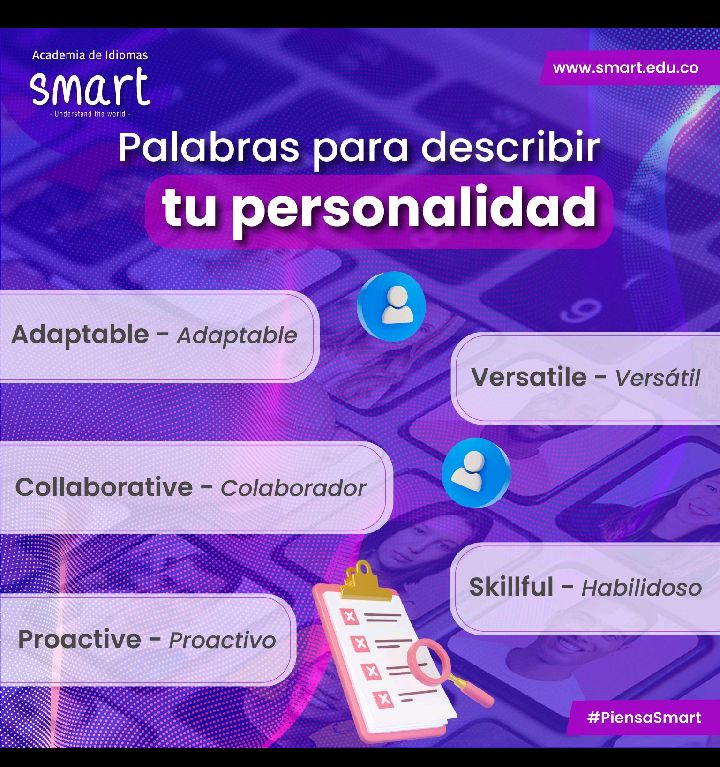 Academia de Idiomas
smart
- Understand the world -
www.smart.edu.co
Palabras para describir
tu personalidad
Adaptable - Adaptable
Versatile - Versátil
Collaborative - Colaborador
Skillful - Habilidoso
Proactive - Proactivo
#PiensaSmart